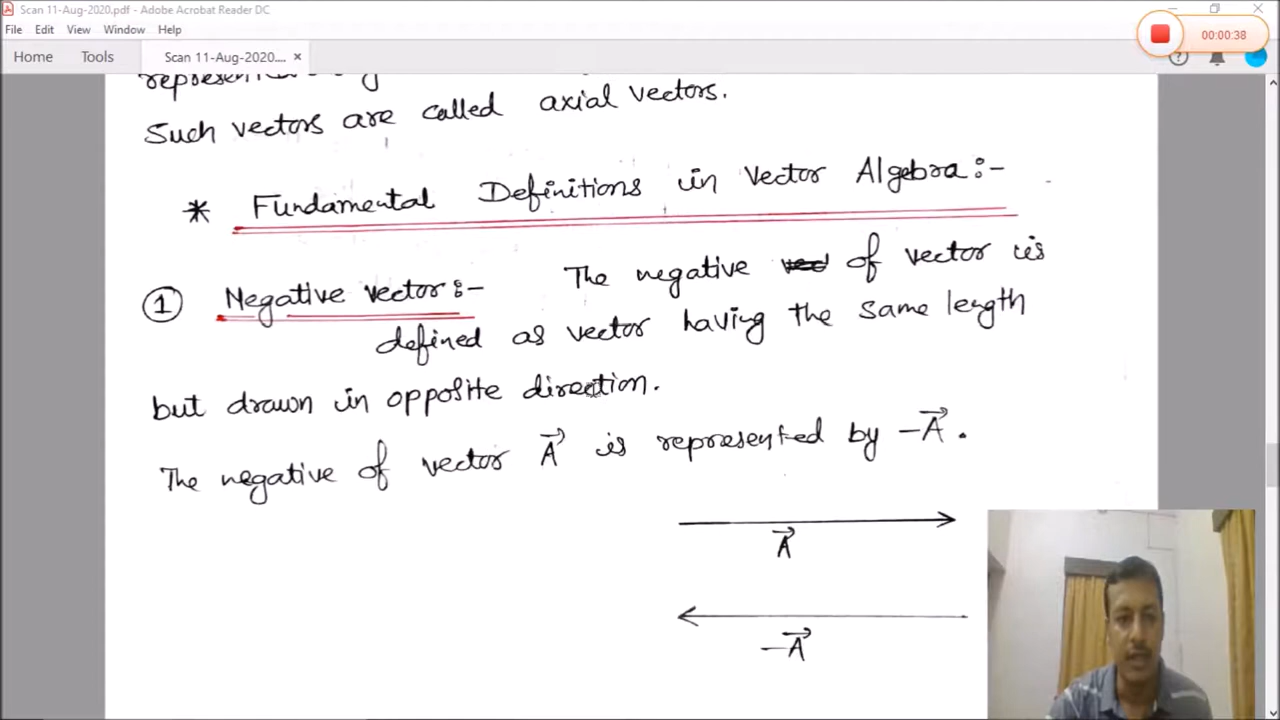 Scan 11-Aug-2020.pdf - Adobe Acrobat Reader DC
File Edit View Window Help
00:00:38
Home Tools Scan 11-Aug-2020.... ×
Such vectors are called axial vectors.
* Fundamental Definitions in Vector Algebra:-
① Negative vector:- The negative of vector is
defined as vector having the same length
but drawn in opposite direction.
The negative of vector A⃗ is represented by -A⃗.
A⃗
-A⃗